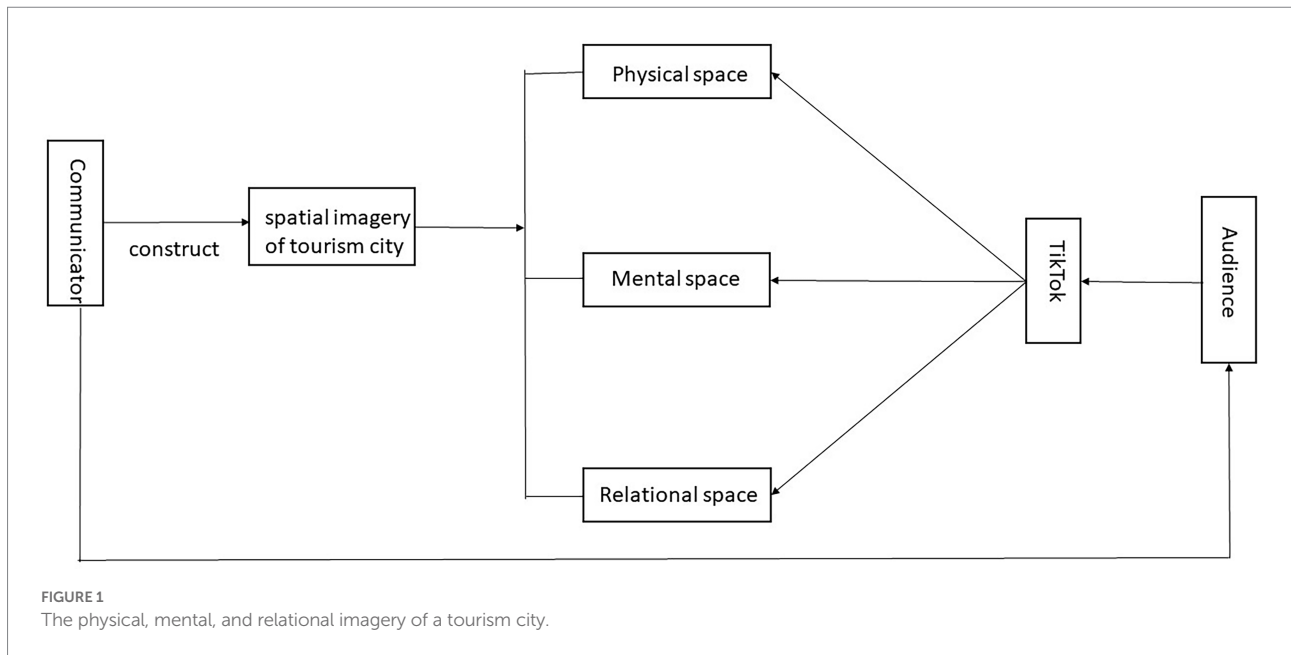 Physical space
Communicator
spatial imagery
of tourism city
construct
Mental space
TikTok
Audience
Relational space
FIGURE 1
The physical, mental, and relational imagery of a tourism city.